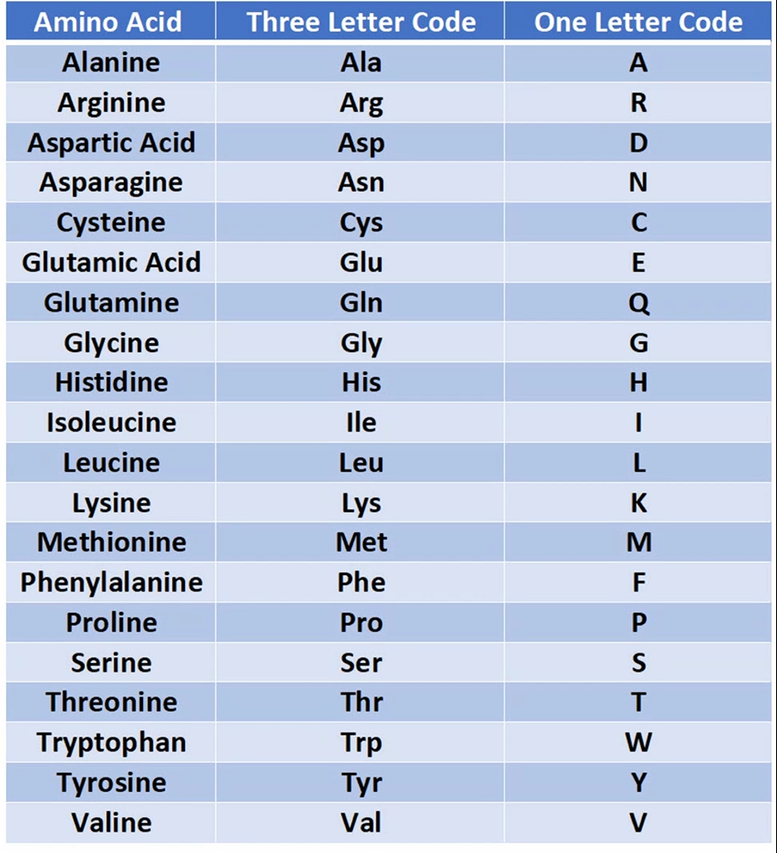 Amino Acid Three Letter Code One Letter Code
Alanine Ala A
Arginine Arg R
Aspartic Acid Asp D
Asparagine Asn N
Cysteine Cys C
Glutamic Acid Glu E
Glutamine Gln Q
Glycine Gly G
Histidine His H
Isoleucine Ile I
Leucine Leu L
Lysine Lys K
Methionine Met M
Phenylalanine Phe F
Proline Pro P
Serine Ser S
Threonine Thr T
Tryptophan Trp W
Tyrosine Tyr Y
Valine Val V